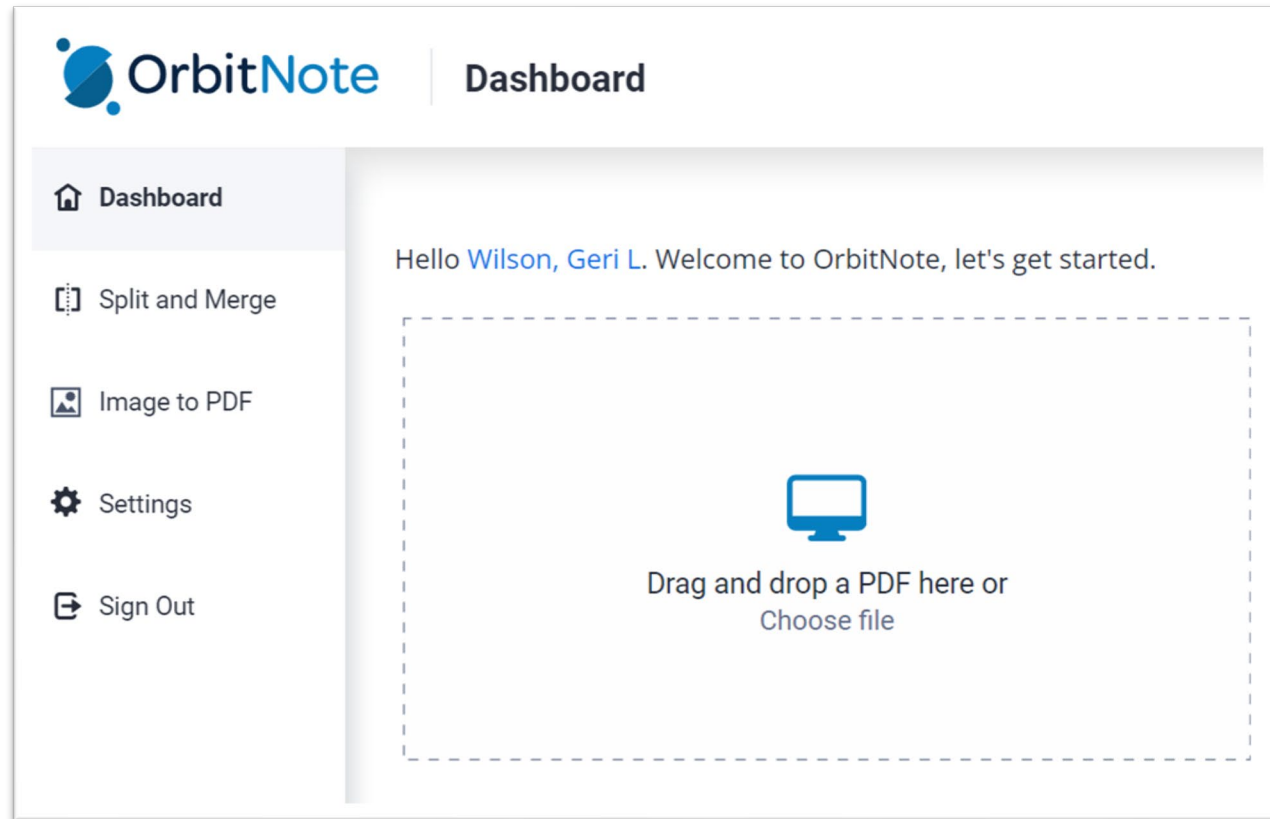 OrbitNote
Dashboard
Dashboard
Split and Merge
Image to PDF
Settings
Sign Out
Hello Wilson, Geri L. Welcome to OrbitNote, let's get started.
Drag and drop a PDF here or
Choose file